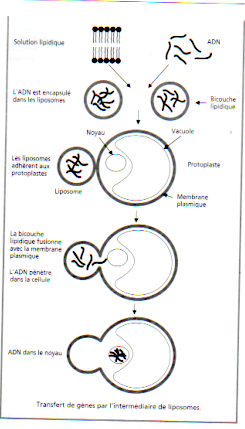 Solution lipidique
ADN
L'ADN est encapsulé
dans les liposomes
Bicouche
lipidique
Noyau
Vacuole
Les liposomes
adhèrent aux
protoplastes
Protoplaste
Liposome
Membrane
plasmique
La bicouche
lipidique fusionne
avec la membrane
plasmique
L'ADN pénètre
dans la cellule
ADN dans le noyau
Transfert de gènes par l'intermédiaire de liposomes.